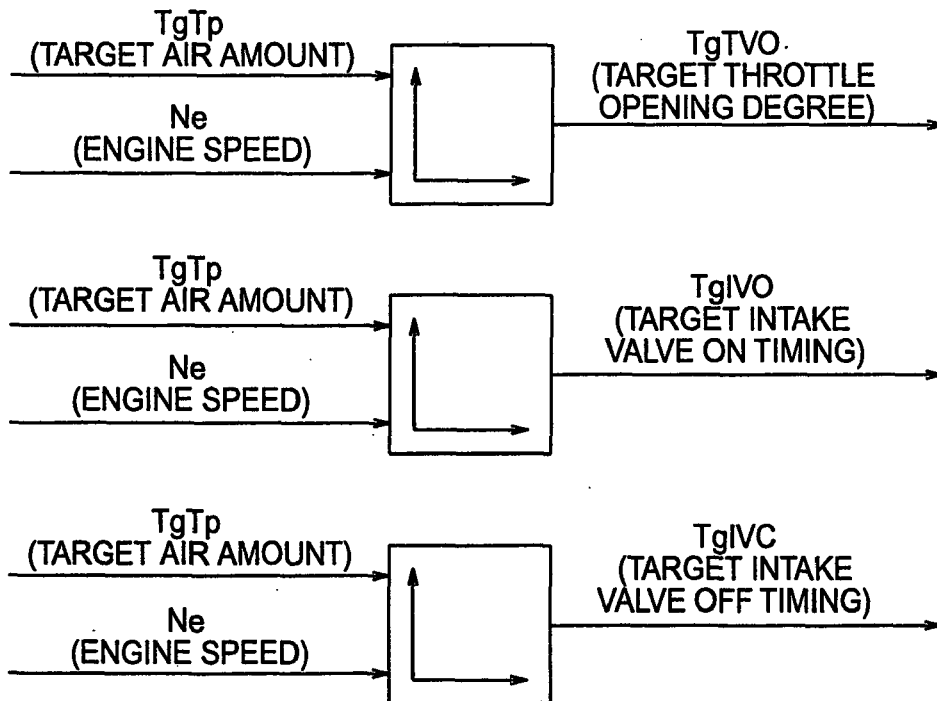 TgTp
(TARGET AIR AMOUNT)
Ne
(ENGINE SPEED)
TgTVO
(TARGET THROTTLE
OPENING DEGREE)
TgTp
(TARGET AIR AMOUNT)
Ne
(ENGINE SPEED)
TgIVO
(TARGET INTAKE
VALVE ON TIMING)
TgTp
(TARGET AIR AMOUNT)
Ne
(ENGINE SPEED)
TgIVC
(TARGET INTAKE
VALVE OFF TIMING)